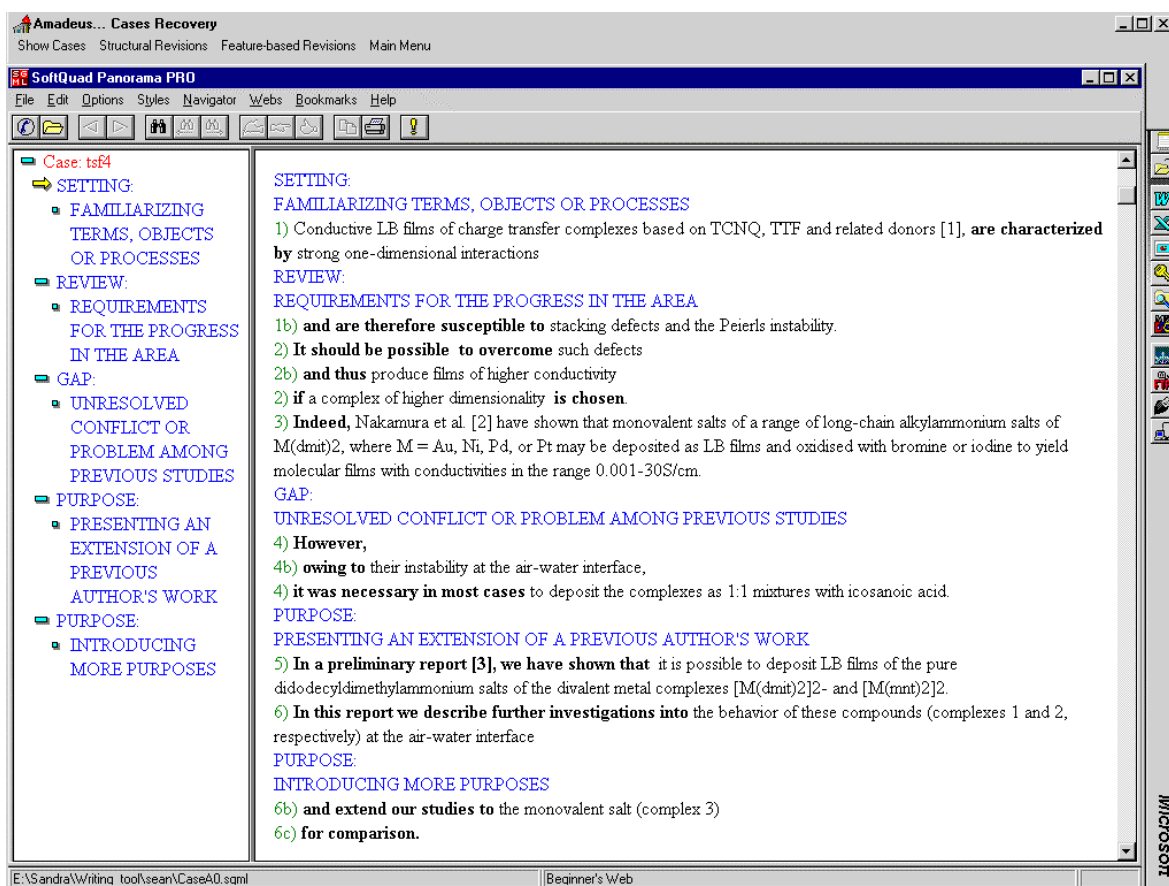 Amadeus... Cases Recovery
Show Cases Structural Revisions Feature-based Revisions Main Menu
SoftQuad Panorama PRO
File Edit Options Styles Navigator Webs Bookmarks Help
Case: tsf4
SETTING:
FAMILIARIZING
TERMS, OBJECTS
OR PROCESSES
REVIEW:
REQUIREMENTS
FOR THE PROGRESS
IN THE AREA
GAP:
UNRESOLVED
CONFLICT OR
PROBLEM AMONG
PREVIOUS STUDIES
PURPOSE:
PRESENTING AN
EXTENSION OF A
PREVIOUS
AUTHOR'S WORK
PURPOSE:
INTRODUCING
MORE PURPOSES
SETTING:
FAMILIARIZING TERMS, OBJECTS OR PROCESSES
1) Conductive LB films of charge transfer complexes based on TCNQ, TTF and related donors [1], are characterized
by strong one-dimensional interactions
REVIEW:
REQUIREMENTS FOR THE PROGRESS IN THE AREA
1b) and are therefore susceptible to stacking defects and the Peierls instability.
2) It should be possible to overcome such defects
2b) and thus produce films of higher conductivity
2) if a complex of higher dimensionality is chosen.
3) Indeed, Nakamura et al. [2] have shown that monovalent salts of a range of long-chain alkylammonium salts of
M(dmit)2, where M = Au, Ni, Pd, or Pt may be deposited as LB films and oxidised with bromine or iodine to yield
molecular films with conductivities in the range 0.001-30S/cm.
GAP:
UNRESOLVED CONFLICT OR PROBLEM AMONG PREVIOUS STUDIES
4) However,
4b) owing to their instability at the air-water interface,
4) it was necessary in most cases to deposit the complexes as 1:1 mixtures with icosanoic acid.
PURPOSE:
PRESENTING AN EXTENSION OF A PREVIOUS AUTHOR'S WORK
5) In a preliminary report [3], we have shown that it is possible to deposit LB films of the pure
didodecyldimethylammonium salts of the divalent metal complexes [M(dmit)2]2- and [M(mnt)2]2.
6) In this report we describe further investigations into the behavior of these compounds (complexes 1 and 2,
respectively) at the air-water interface
PURPOSE:
INTRODUCING MORE PURPOSES
6b) and extend our studies to the monovalent salt (complex 3)
6c) for comparison.
Microsoft
E:\Sandra\Writing tool\sean\CaseA0.sgml
Beginner's Web